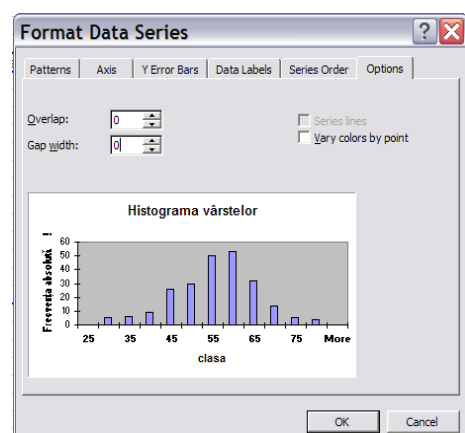 Format Data Series
Patterns Axis Y Error Bars Data Labels Series Order Options
Overlap: 0
Series lines
Gap width: 0
Vary colors by point
Histograma vârstelor
Frecvenţa absolută
60
50
40
30
20
10
0
25 35 45 55 65 75 More
clasa
OK Cancel